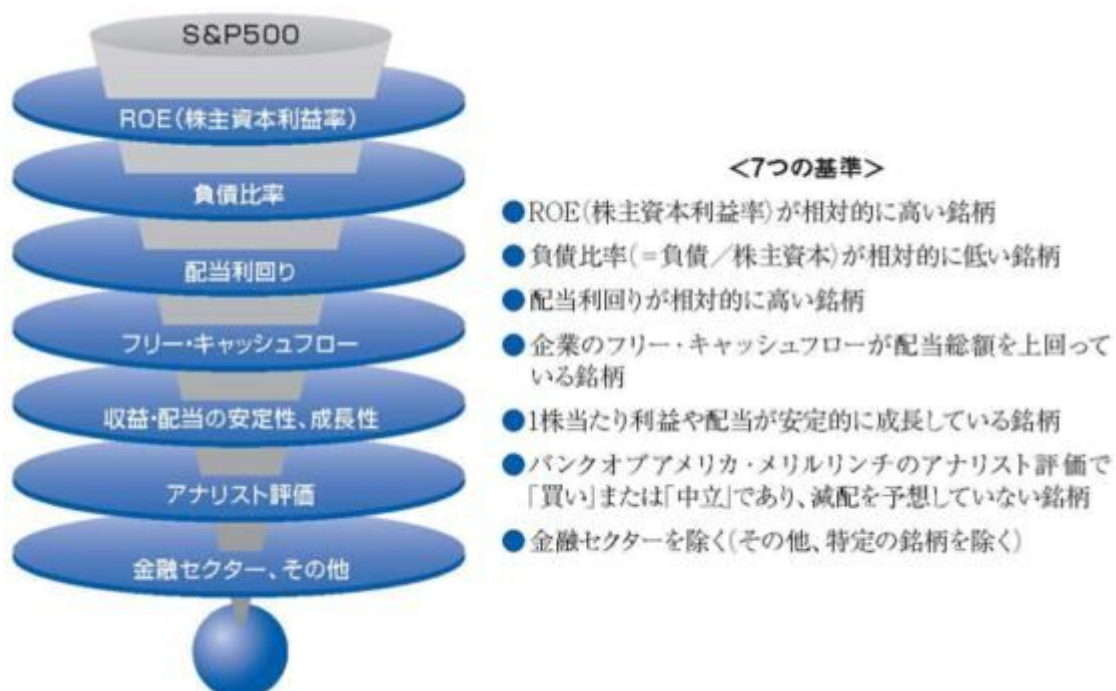 S&P500
ROE(株主資本利益率)
負債比率
配当利回り
フリー・キャッシュフロー
収益・配当の安定性、成長性
アナリスト評価
金融セクター、その他
<7つの基準>
●ROE(株主資本利益率)が相対的に高い銘柄
●負債比率(=負債/株主資本)が相対的に低い銘柄
●配当利回りが相対的に高い銘柄
●企業のフリー・キャッシュフローが配当総額を上回って
いる銘柄
●1株当たり利益や配当が安定的に成長している銘柄
●バンクオブアメリカ・メリルリンチのアナリスト評価で
「買い」または「中立」であり、減配を予想していない銘柄
●金融セクターを除く(その他、特定の銘柄を除く)